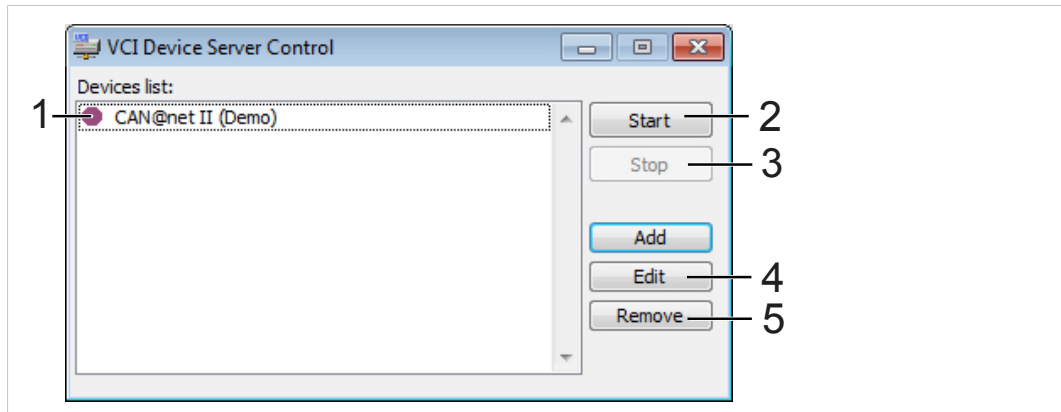 VCI Device Server Control
Devices list:
1 CAN@net II (Demo)
Start 2
Stop 3
Add
Edit 4
Remove 5